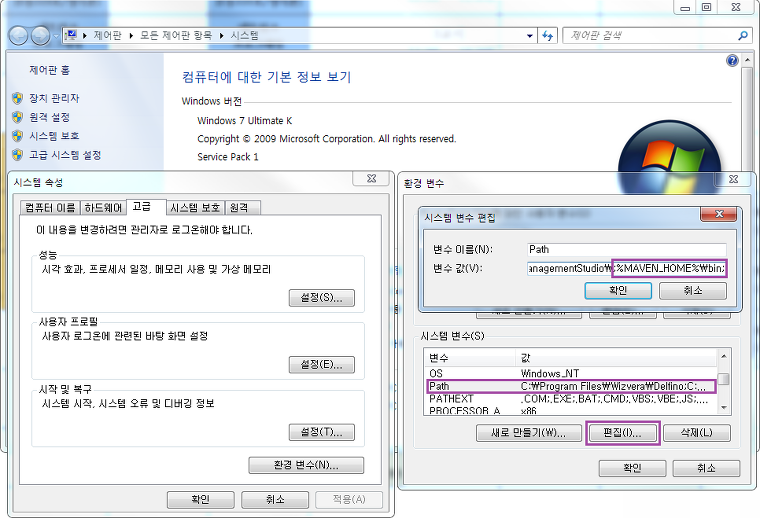 제어판 ▸ 모든 제어판 항목 ▸ 시스템
제어판 검색
제어판 홈
장치 관리자
원격 설정
시스템 보호
고급 시스템 설정
컴퓨터에 대한 기본 정보 보기
Windows 버전
Windows 7 Ultimate K
Copyright © 2009 Microsoft Corporation. All rights reserved.
Service Pack 1
시스템 속성
컴퓨터 이름 하드웨어 고급 시스템 보호 원격
이 내용을 변경하려면 관리자로 로그온해야 합니다.
성능
시각 효과, 프로세서 일정, 메모리 사용 및 가상 메모리
설정(S)...
사용자 프로필
사용자 로그온에 관련된 바탕 화면 설정
설정(E)...
시작 및 복구
시스템 시작, 시스템 오류 및 디버깅 정보
설정(T)...
환경 변수(N)...
확인 취소 적용(A)
환경 변수
시스템 변수 편집
변수 이름(N): Path
변수 값(V): anagementStudio₩;%MAVEN_HOME%₩bin;
확인 취소
시스템 변수(S)
변수 값
OS Windows_NT
Path C:₩Program Files₩Wizvera₩Delfino;C:,...
PATHEXT .COM;.EXE;.BAT;.CMD;.VBS;.VBE;.JS;....
PROCESSOR_A x86
새로 만들기(W)... 편집(I)... 삭제(L)
확인 취소